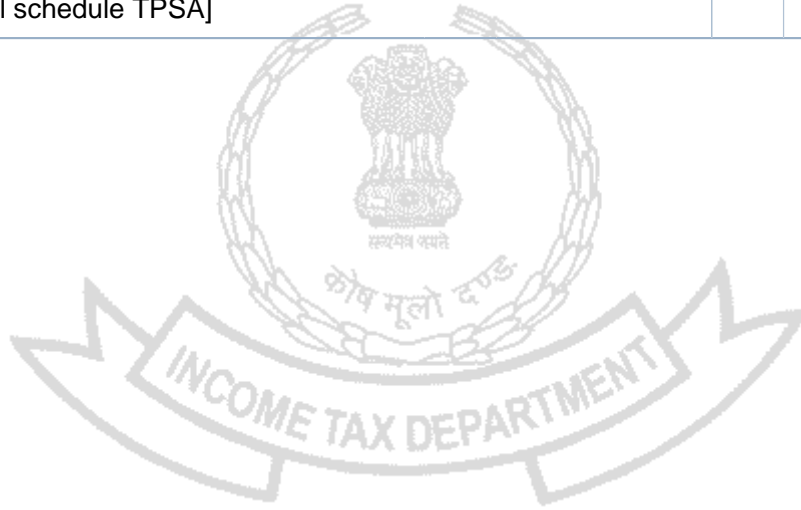 l schedule TPSA]
सत्यमेव जयते
कोष मूलो दण्ड:
INCOME TAX DEPARTMENT